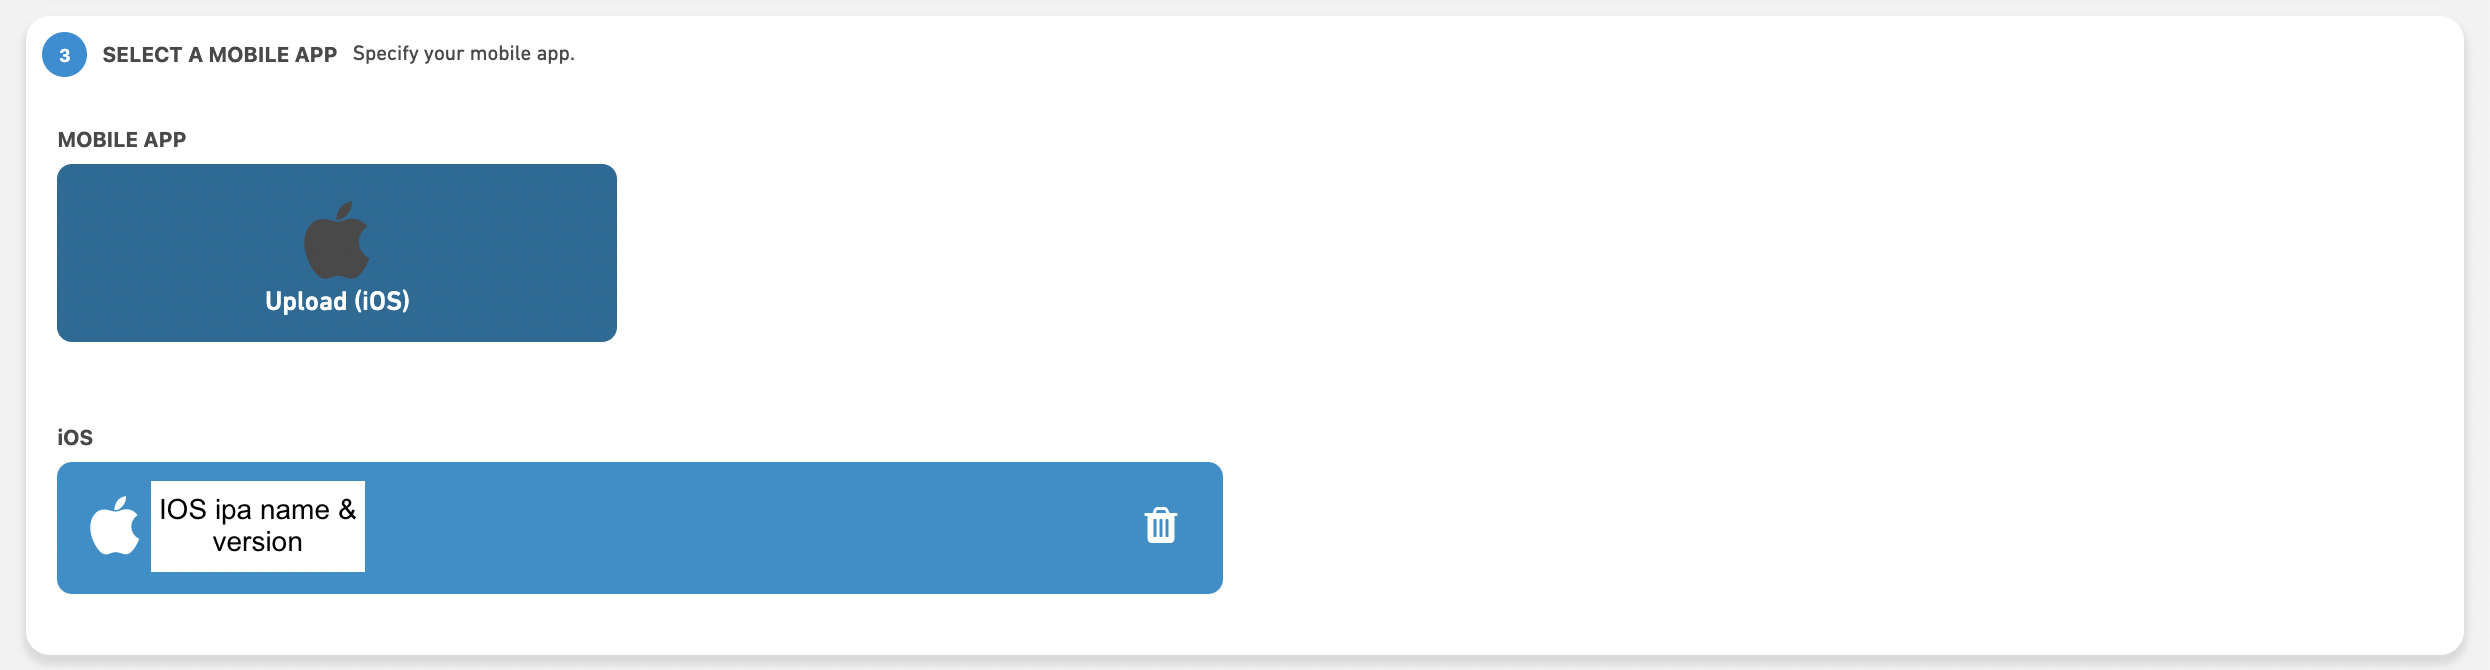 3 SELECT A MOBILE APP Specify your mobile app.
MOBILE APP
Upload (iOS)
iOS
IOS ipa name &
version